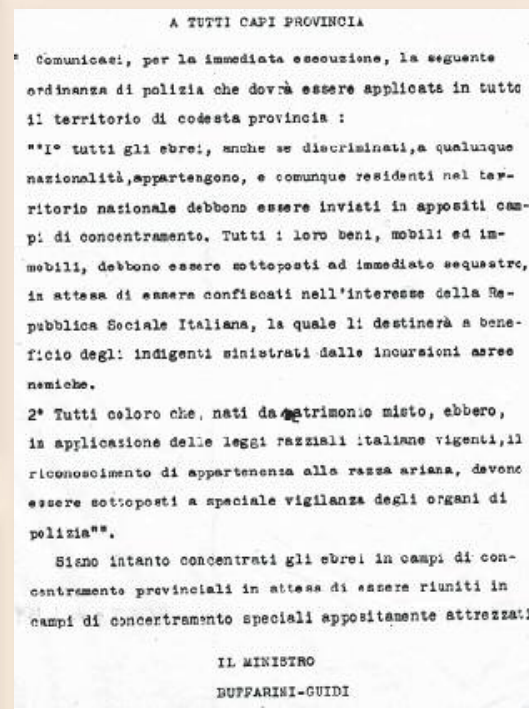 A TUTTI CAPI PROVINCIA
" Comunicasi, per la immediata esecuzione, la seguente
ordinanza di polizia che dovrà essere applicata in tutto
il territorio di codesta provincia :
""I° tutti gli ebrei, anche se discriminati,a qualunque
nazionalità,appartengono, e comunque residenti nel ter-
ritorio nazionale debbono essere inviati in appositi cam-
pi di concentramento. Tutti i loro beni, mobili ed im-
mobili, debbono essere sottoposti ad immediato sequestro,
in attesa di essere confiscati nell'interesse della Re-
pubblica Sociale Italiana, la quale li destinerà a bene-
ficio degli indigenti sinistrati dalle incursioni aeree
nemiche.
2° Tutti coloro che, nati da matrimonio misto, ebbero,
in applicazione delle leggi razziali italiane vigenti,il
riconoscimento di appartenenza alla razza ariana, devono
essere sottoposti a speciale vigilanza degli organi di
polizia"".
Siano intanto concentrati gli ebrei in campi di con-
centramento provinciali in attesa di essere riuniti in
campi di concentramento speciali appositamente attrezzati
IL MINISTRO
BUFFARINI-GUIDI